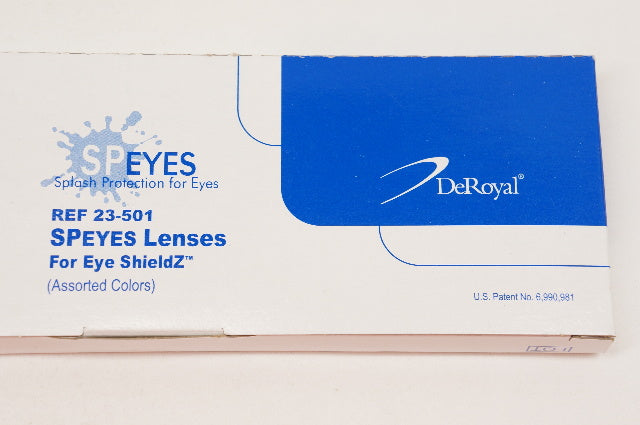 SPEYES
Splash Protection for Eyes
REF 23-501
SPEYES Lenses
For Eye ShieldZ™
(Assorted Colors)
DeRoyal®
U.S. Patent No. 6,990,981